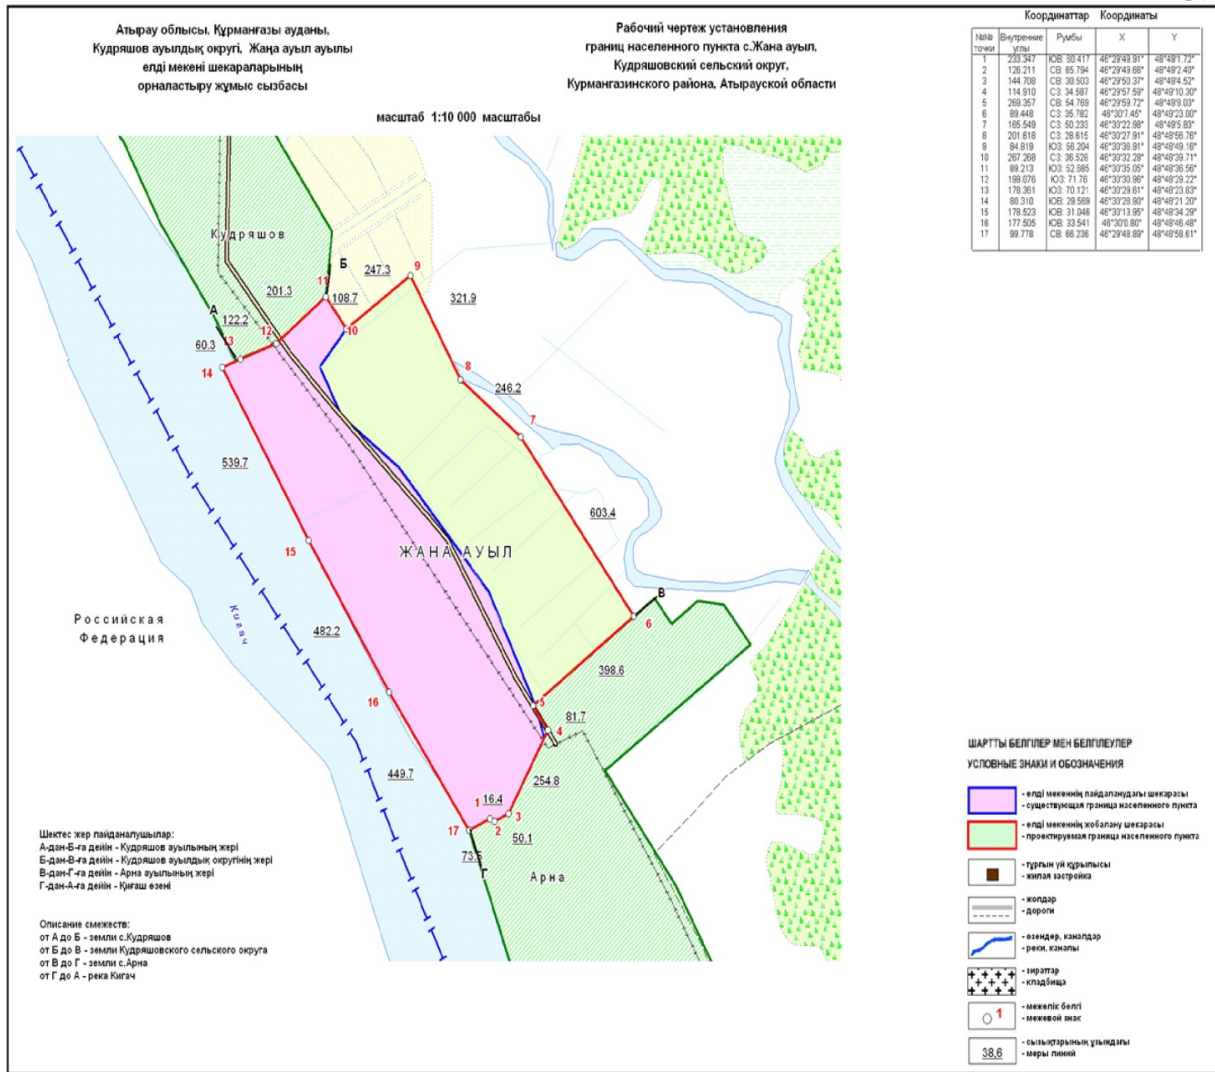 Атырау облысы, Құрманғазы ауданы,
Кудряшов ауылдық округі, Жаңа ауыл ауылы
елді мекені шекараларының
орналастыру жұмыс сызбасы
Рабочий чертеж установления
границ населенного пункта с.Жана ауыл,
Кудряшовский сельский округ,
Курмангазинского района, Атырауской области
масштаб 1:10 000 масштабы
Координаттар Координаты
№№ точки Внутренние углы Румбы X Y
1 233.347 ЮВ: 60.417 46°29'49.91" 48°49'1.72"
2 126.211 СВ: 65.794 46°29'49.66" 48°49'2.40"
3 144.708 СВ: 30.503 46°29'50.37" 48°49'4.52"
4 114.910 СЗ: 34.587 46°29'57.59" 48°49'10.30"
5 269.357 СВ: 54.769 46°29'59.72" 48°49'8.03"
6 89.448 СЗ: 35.782 46°30'7.45" 48°49'23.00"
7 165.549 СЗ: 50.233 46°30'22.98" 48°49'5.83"
8 201.618 СЗ: 28.615 46°30'27.91" 48°48'56.76"
9 84.819 ЮЗ: 56.204 46°30'36.91" 48°48'49.16"
10 267.268 СЗ: 36.528 46°30'32.28" 48°48'39.71"
11 89.213 ЮЗ: 52.685 46°30'35.05" 48°48'36.56"
12 199.076 ЮЗ: 71.76 46°30'30.96" 48°48'29.22"
13 178.361 ЮЗ: 70.121 46°30'29.61" 48°48'23.83"
14 80.310 ЮВ: 29.569 46°30'28.90" 48°48'21.20"
15 178.523 ЮВ: 31.046 46°30'13.95" 48°48'34.29"
16 177.505 ЮВ: 33.541 46°30'0.80" 48°48'46.48"
17 99.778 СВ: 66.236 46°29'48.89" 48°48'58.61"
Кудряшов
Б
247.3
9
11
201.3
108.7
321.9
А
122.2
12
10
60.3
13
14
8
246.2
7
539.7
603.4
15
ЖАНА АУЫЛ
В
Российская
Федерация
Кигач
6
482.2
398.6
16
5
81.7
4
449.7
254.8
1
16.4
3
17
2
50.1
73.5
Г
Арна
Шектес жер пайдаланушылар:
А-дан-Б-ға дейін - Кудряшов ауылының жері
Б-дан-В-ға дейін - Кудряшов ауылдық округінің жері
В-дан-Г-ға дейін - Арна ауылының жері
Г-дан-А-ға дейін - Қиғаш өзені
Описание смежеств:
от А до Б - земли с.Кудряшов
от Б до В - земли Кудряшовского сельского округа
от В до Г - земли с.Арна
от Г до А - река Кигач
ШАРТТЫ БЕЛГІЛЕР МЕН БЕЛГІЛЕУЛЕР
УСЛОВНЫЕ ЗНАКИ И ОБОЗНАЧЕНИЯ
- елді мекеннің пайдаланудағы шекарасы
- существующая граница населенного пункта
- елді мекеннің жобалану шекарасы
- проектируемая граница населенного пункта
- тұрғын үй құрылысы
- жилая застройка
- жолдар
- дороги
- өзендер, каналдар
- реки, каналы
- зираттар
- кладбища
1
- межелік белгі
- межевой знак
38,6
- сызықтарының ұзындағы
- меры линий